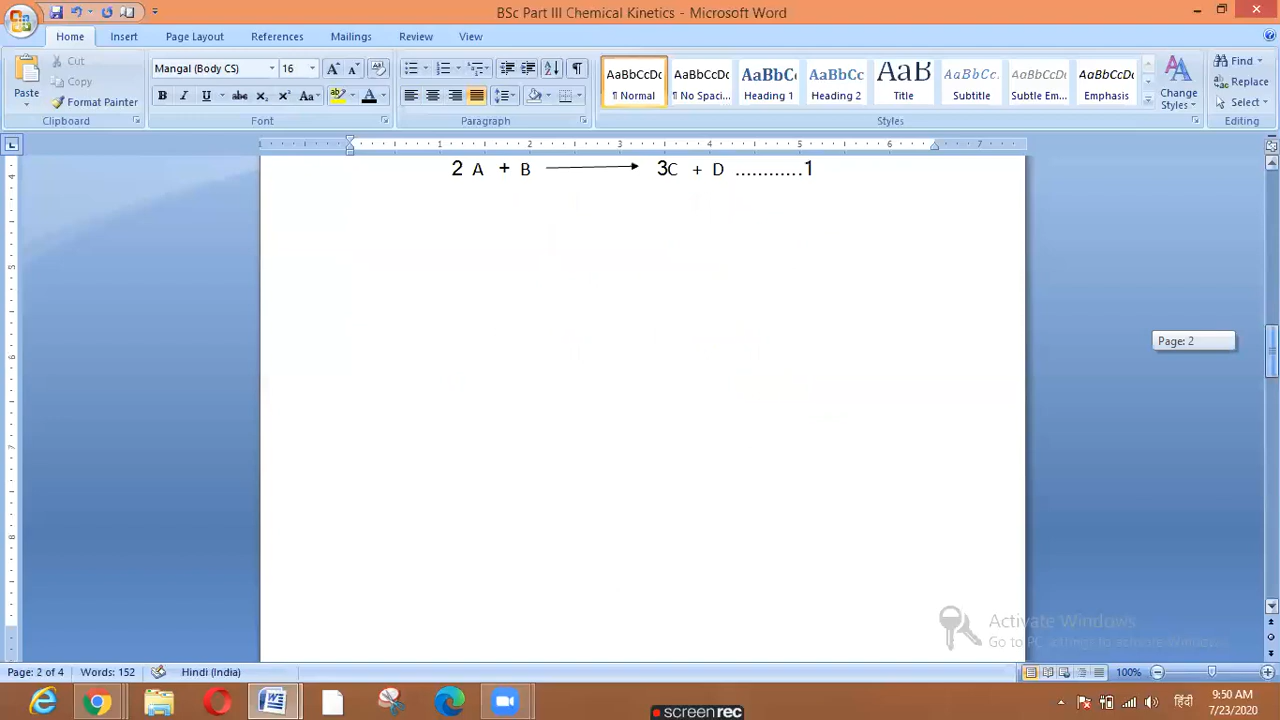 BSc Part III Chemical Kinetics - Microsoft Word
Home Insert Page Layout References Mailings Review View
Paste
Cut
Copy
Format Painter
Clipboard
Mangal (Body CS) 16
Font
Paragraph
AaBbCcDc AaBbCcDc AaBbC AaBbCc AaB AaBbCc. AaBbCcDc AaBbCcDc
¶ Normal ¶ No Spaci... Heading 1 Heading 2 Title Subtitle Subtle Em... Emphasis
Styles
Change Styles
Find
Replace
Select
Editing
2 A + B ⟶ 3C + D ............1
Page: 2
Activate Windows
Page: 2 of 4 Words: 152 Hindi (India) 100%
हिंदी
9:50 AM
7/23/2020
screenrec